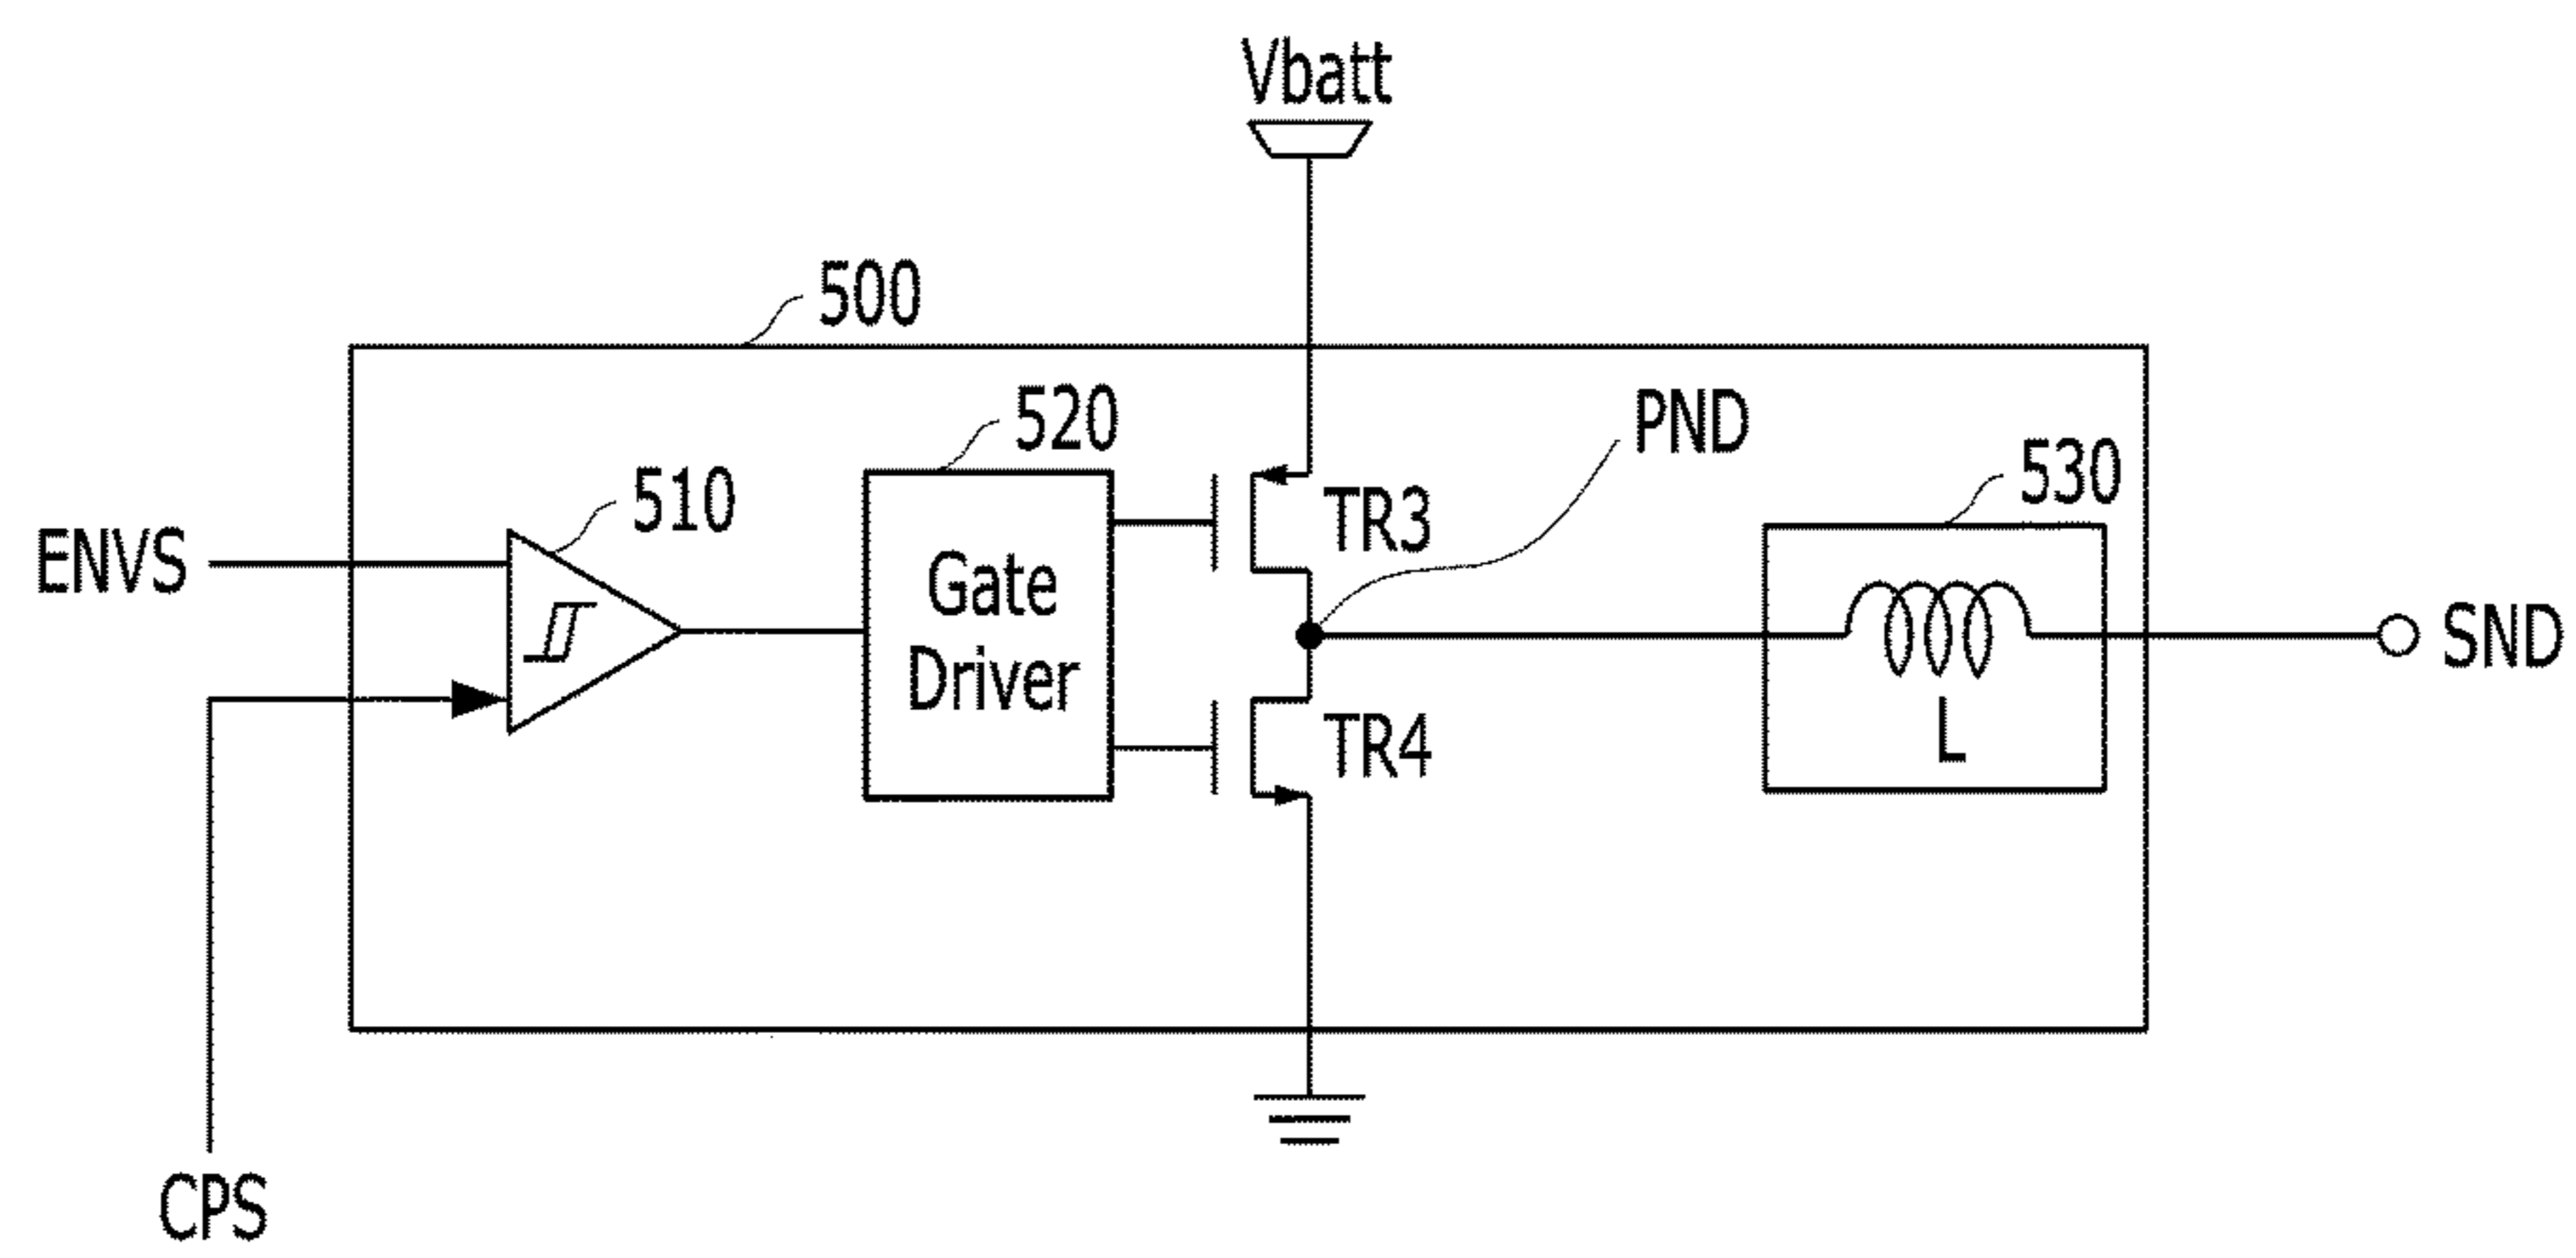 Vbatt
500
520
PND
530
510
ENVS
TR3
Gate
Driver
SND
TR4
L
CPS